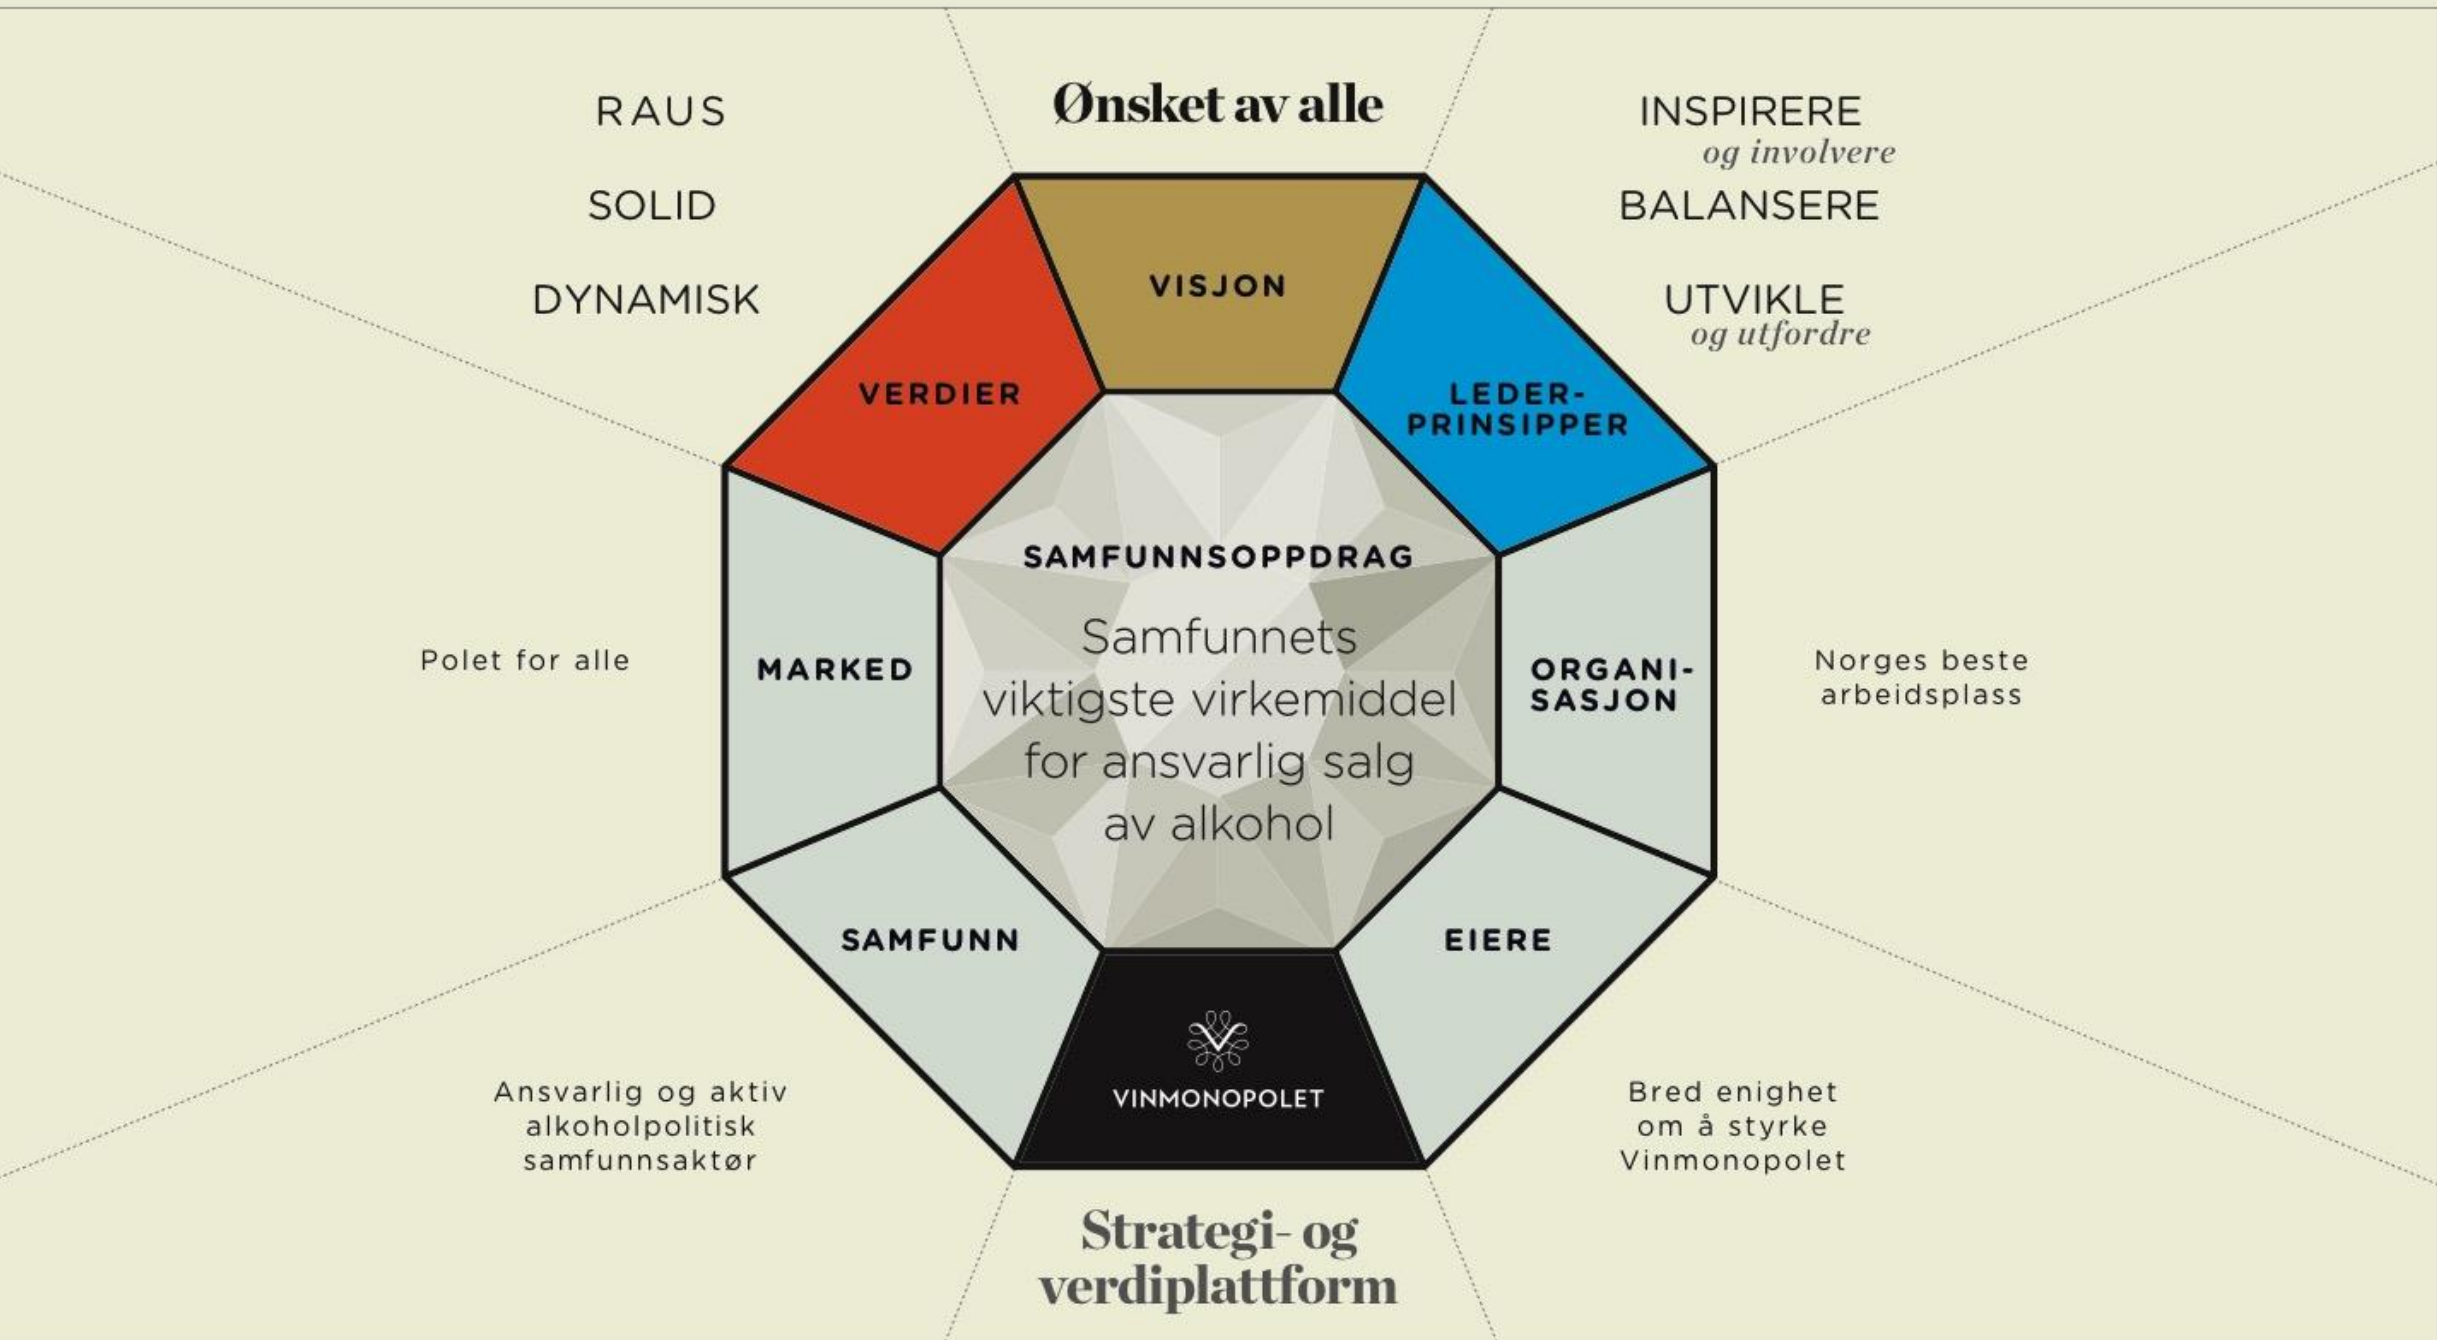 Ønsket av alle
RAUS
SOLID
DYNAMISK
INSPIRERE
og involvere
BALANSERE
UTVIKLE
og utfordre
VISJON
VERDIER
LEDER-
PRINSIPPER
SAMFUNNSOPPDRAG
Samfunnets
viktigste virkemiddel
for ansvarlig salg
av alkohol
Polet for alle
MARKED
ORGANI-
SASJON
Norges beste
arbeidsplass
SAMFUNN
EIERE
Ansvarlig og aktiv
alkoholpolitisk
samfunnsaktør
VINMONOPOLET
Bred enighet
om å styrke
Vinmonopolet
Strategi- og
verdiplattform